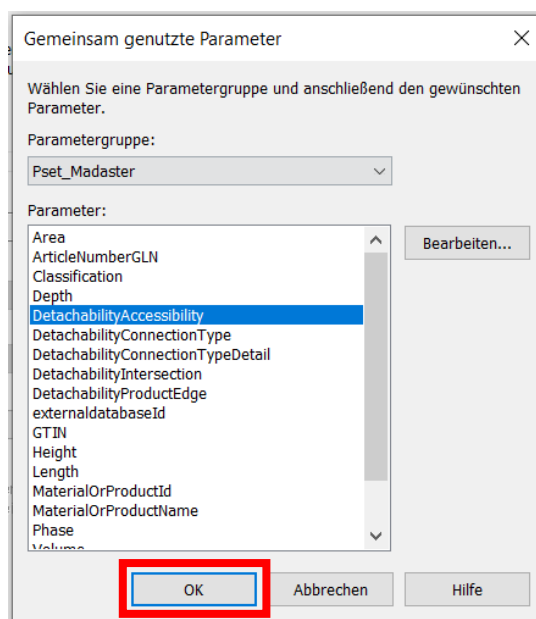 Gemeinsam genutzte Parameter
Wählen Sie eine Parametergruppe und anschließend den gewünschten
Parameter.
Parametergruppe:
Pset_Madaster
Parameter:
Area
ArticleNumberGLN
Classification
Depth
DetachabilityAccessibility
DetachabilityConnectionType
DetachabilityConnectionTypeDetail
DetachabilityIntersection
DetachabilityProductEdge
externaldatabaseId
GTIN
Height
Length
MaterialOrProductId
MaterialOrProductName
Phase
Volume
Bearbeiten...
OK
Abbrechen
Hilfe